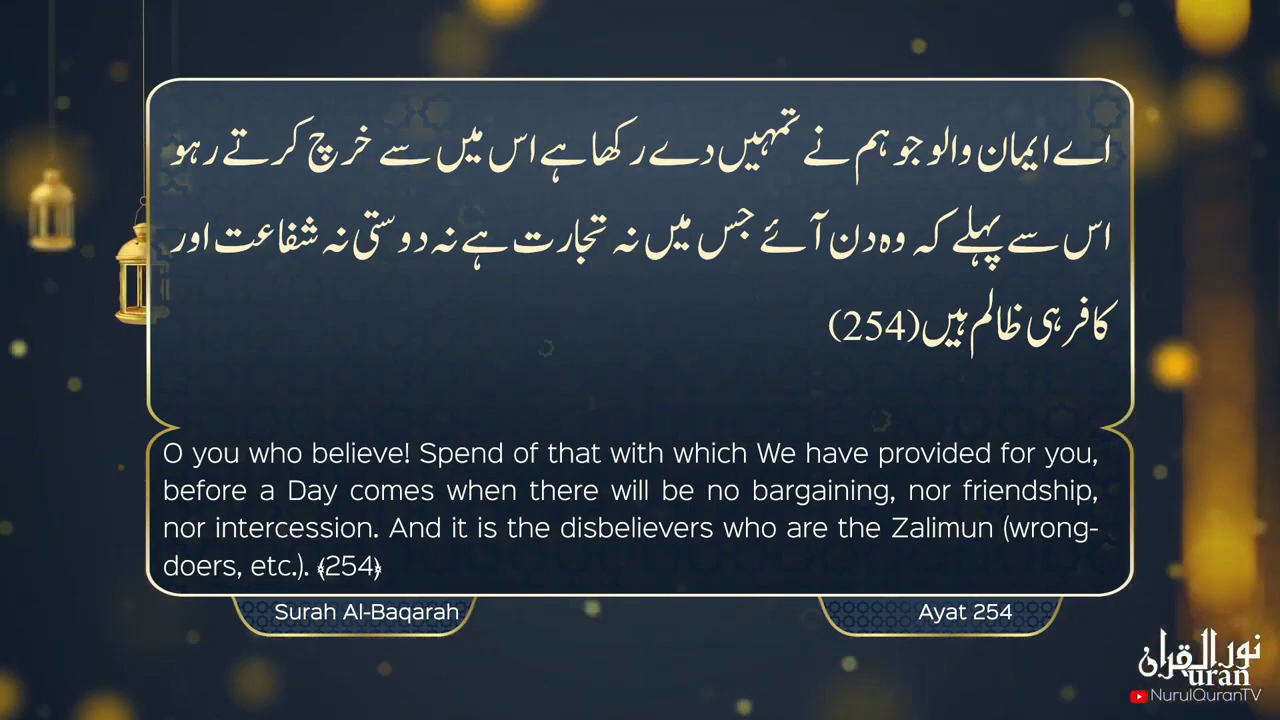 اے ایمان والو جو ہم نے تمہیں دے رکھا ہے اس میں سے خرچ کرتے رہو
اس سے پہلے کہ وہ دن آئے جس میں نہ تجارت ہے نہ دوستی نہ شفاعت اور
کافر ہی ظالم ہیں(254)
O you who believe! Spend of that with which We have provided for you,
before a Day comes when there will be no bargaining, nor friendship,
nor intercession. And it is the disbelievers who are the Zalimun (wrong-
doers, etc.). ﴾254﴿
Surah Al-Baqarah
Ayat 254
نور القرآن
uran
NurulQuranTV